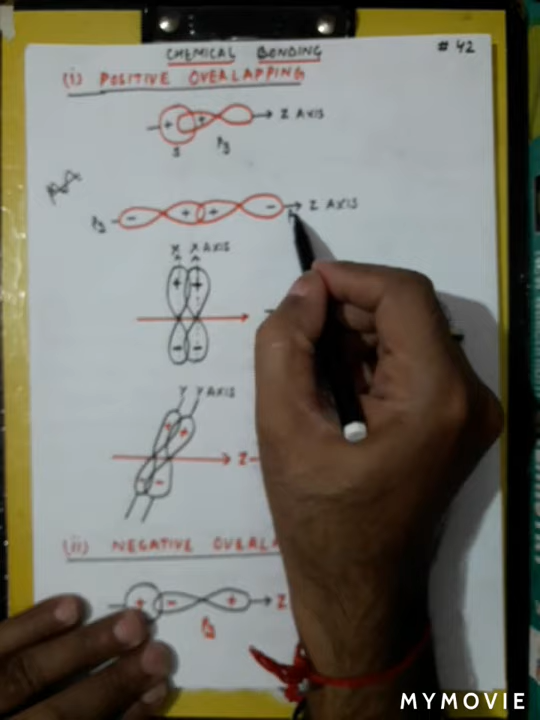 CHEMICAL BONDING
# 42
(i) POSITIVE OVERLAPPING
+ + Z AXIS
S Pz
Pz - + + - Z AXIS
X X AXIS
+ +
- -
Y Y AXIS
+ +
- - Z
(ii) NEGATIVE
+ - + Z
Pz
MYMOVIE